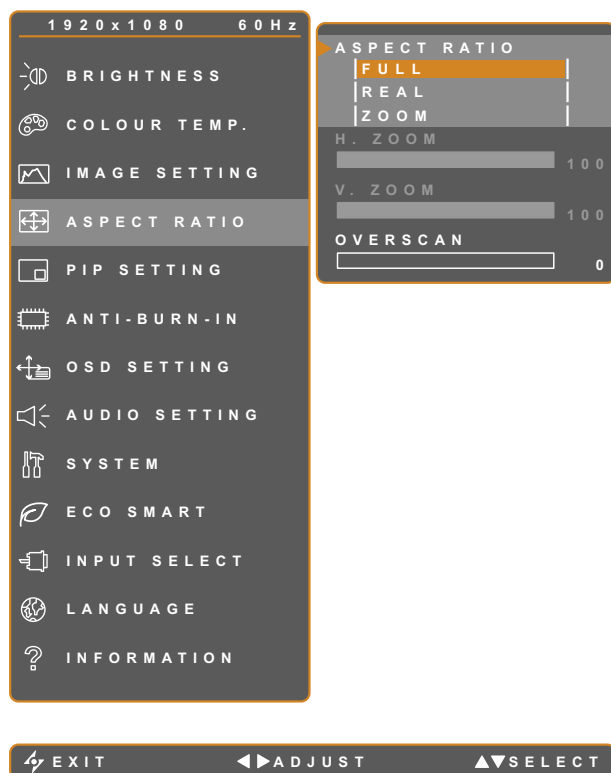 1920x1080 60Hz
BRIGHTNESS
COLOUR TEMP.
IMAGE SETTING
ASPECT RATIO
PIP SETTING
ANTI-BURN-IN
OSD SETTING
AUDIO SETTING
SYSTEM
ECO SMART
INPUT SELECT
LANGUAGE
INFORMATION
ASPECT RATIO
FULL
REAL
ZOOM
H. ZOOM
100
V. ZOOM
100
OVERSCAN
0
EXIT ADJUST SELECT